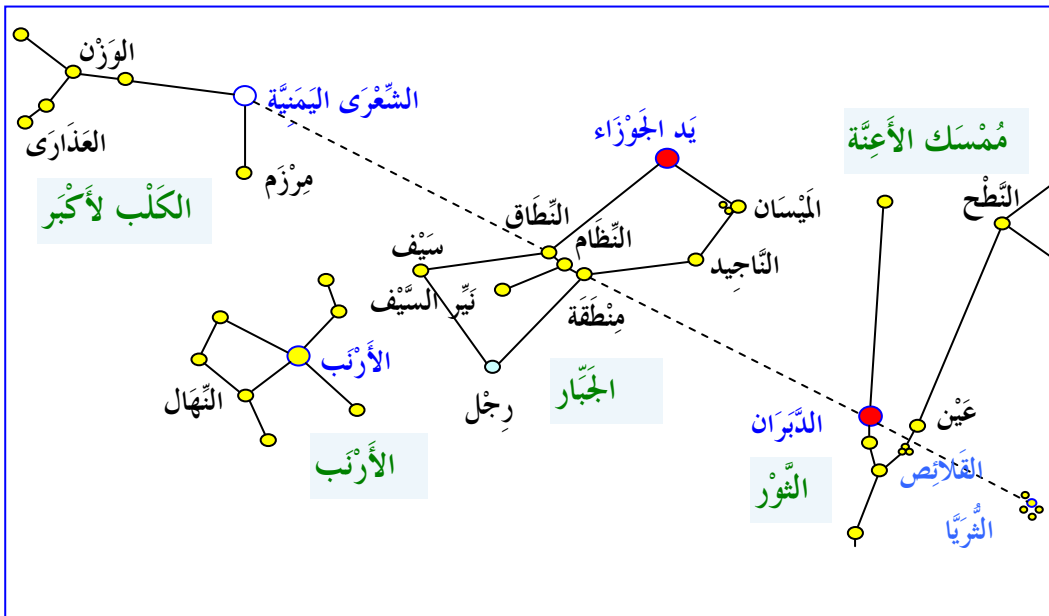 الوَزْن
الشِّعْرَى اليَمَنِيَّة
العَذَارَى
مِرْزَم
الكَلْب لأَكْبَر
يَد الجَوْزَاء
مُمْسَك الأَعِنَّة
المَيْسَان
النَّطْح
النِّطَاق
النِّظَام
سَيْف
النَّاجِيد
نَيِّر السَّيْف
مِنْطَقَة
الأَرْنَب
النِّهَال
رِجْل
الجَبَّار
الأَرْنَب
الدَّبَرَان
عَيْن
القَلائِص
الثَّوْر
الثُّرَيَّا